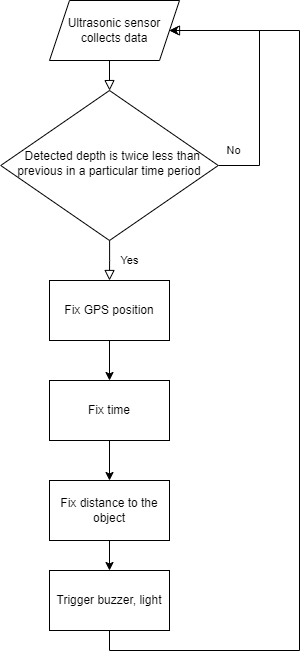 Ultrasonic sensor
collects data
Detected depth is twice less than
previous in a particular time period
No
Yes
Fix GPS position
Fix time
Fix distance to the
object
Trigger buzzer, light